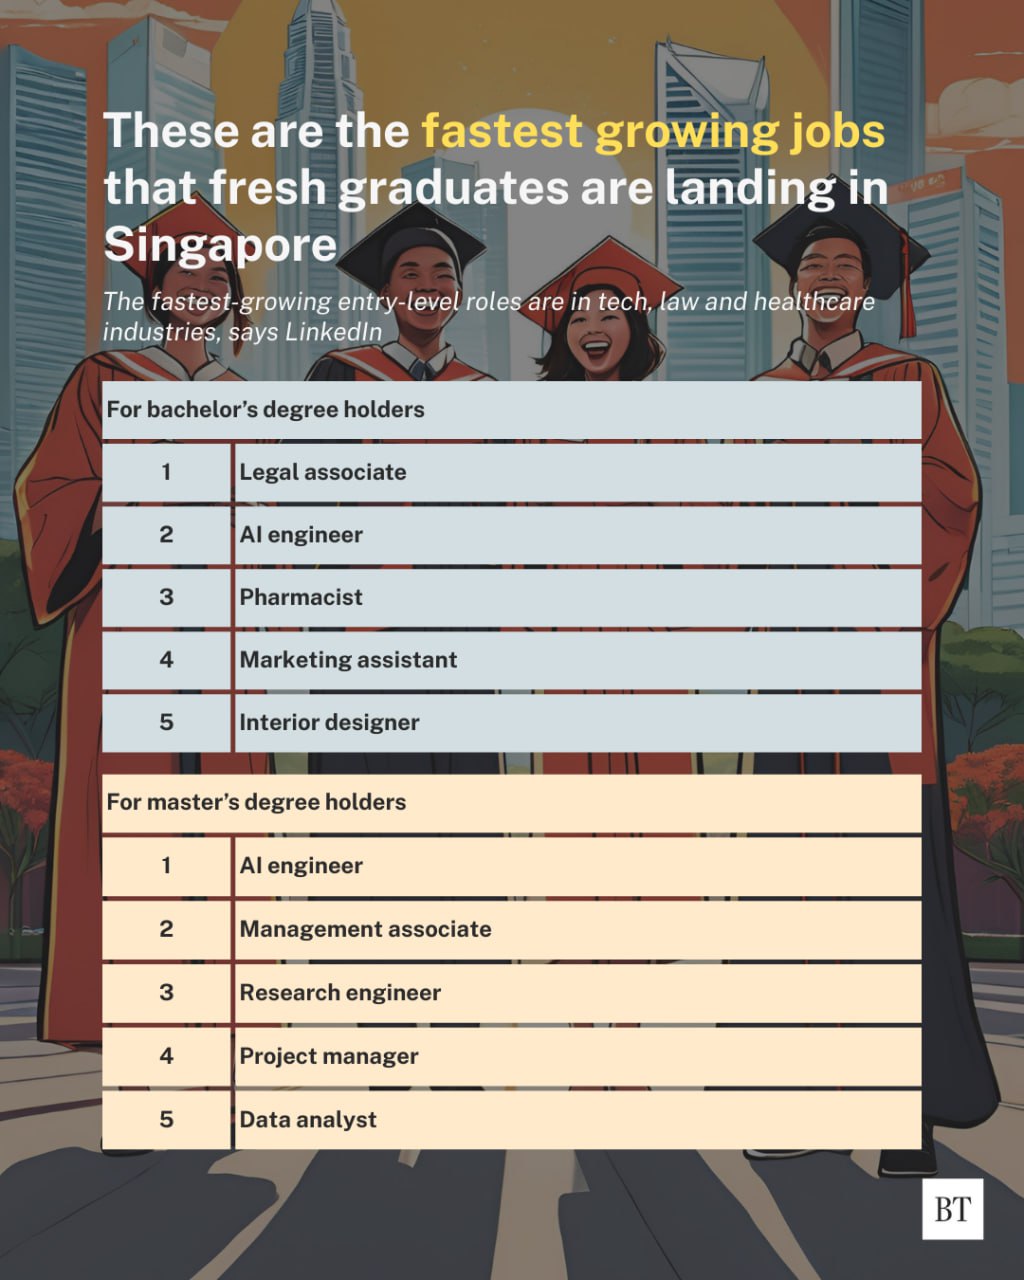 These are the fastest growing jobs
that fresh graduates are landing in
Singapore
The fastest-growing entry-level roles are in tech, law and healthcare
industries, says LinkedIn
For bachelor’s degree holders
1 Legal associate
2 AI engineer
3 Pharmacist
4 Marketing assistant
5 Interior designer
For master’s degree holders
1 AI engineer
2 Management associate
3 Research engineer
4 Project manager
5 Data analyst
BT